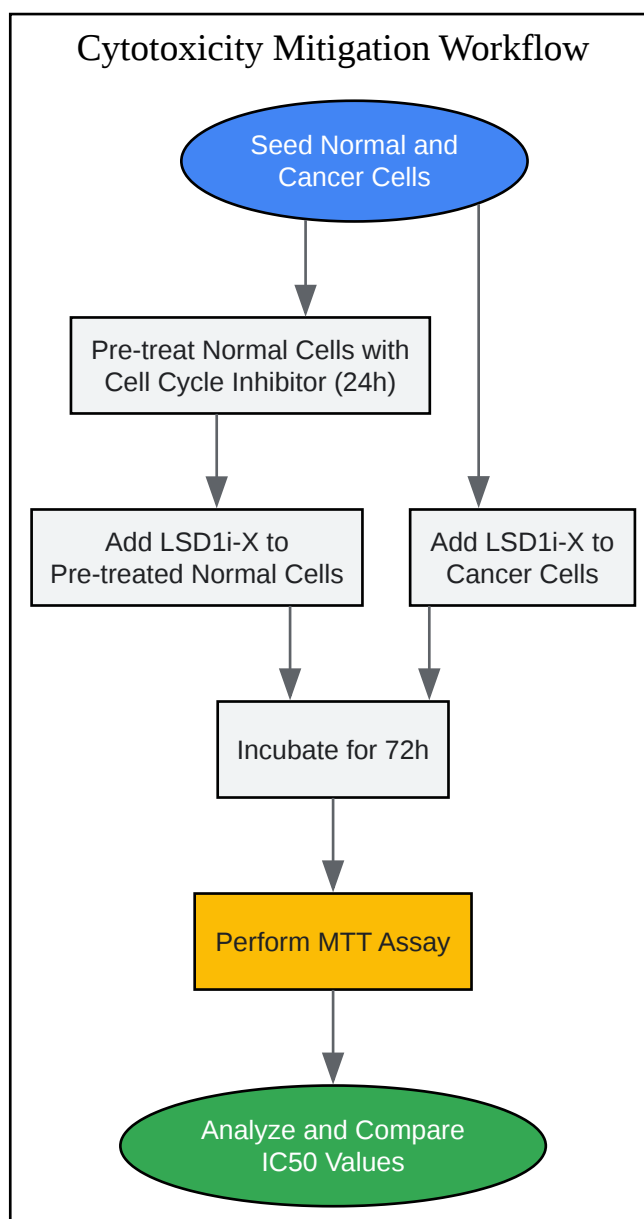 Cytotoxicity Mitigation Workflow
Seed Normal and
Cancer Cells
Pre-treat Normal Cells with
Cell Cycle Inhibitor (24h)
Add LSD1i-X to
Pre-treated Normal Cells
Add LSD1i-X to
Cancer Cells
Incubate for 72h
Perform MTT Assay
Analyze and Compare
IC50 Values